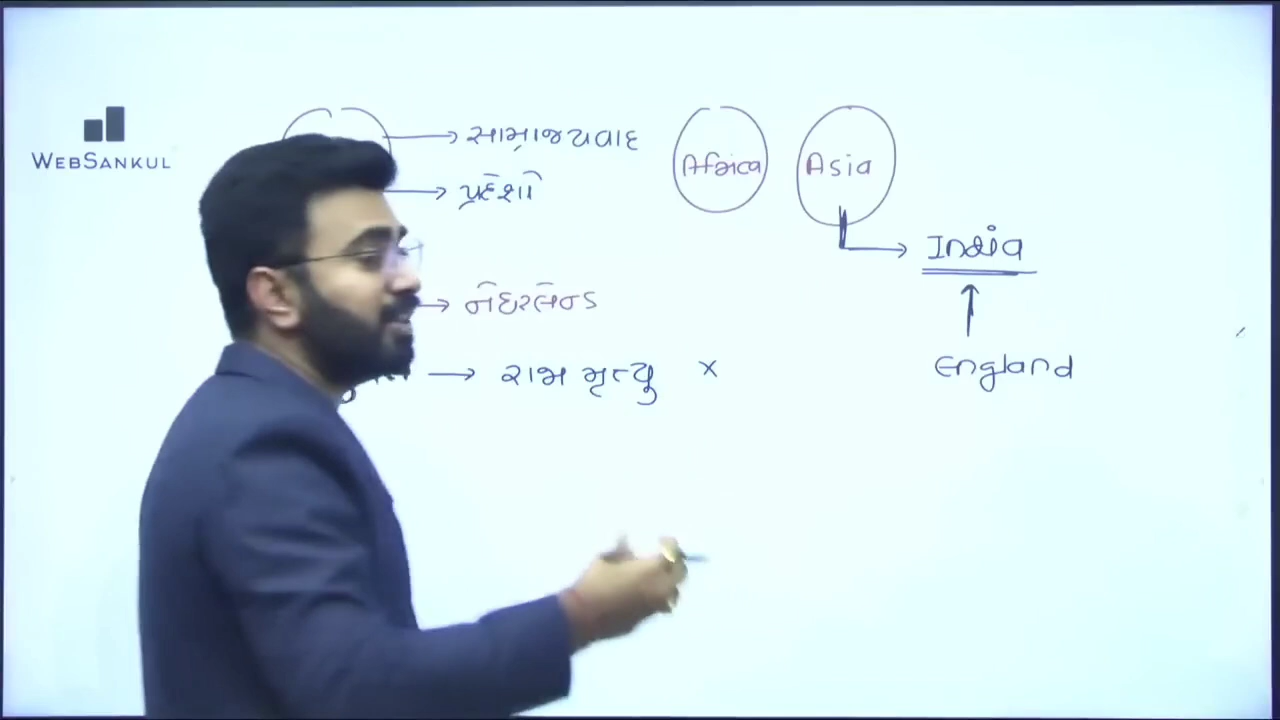 WEBSANKUL
સામ્રાજ્યવાદ
પ્રદેશો
Africa
Asia
India
નેધરલેન્ડ
England
રાજા મૃત્યુ x